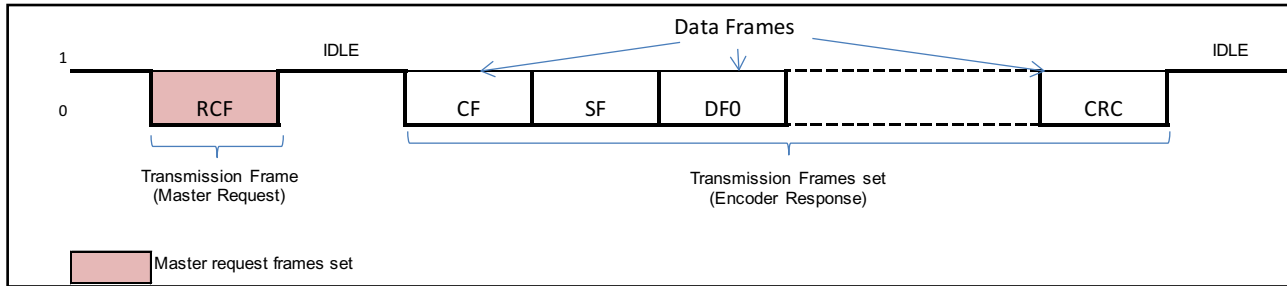 Data Frames
IDLE
IDLE
1
0
RCF
CF
SF
DF0
CRC
Transmission Frame
(Master Request)
Transmission Frames set
(Encoder Response)
Master request frames set